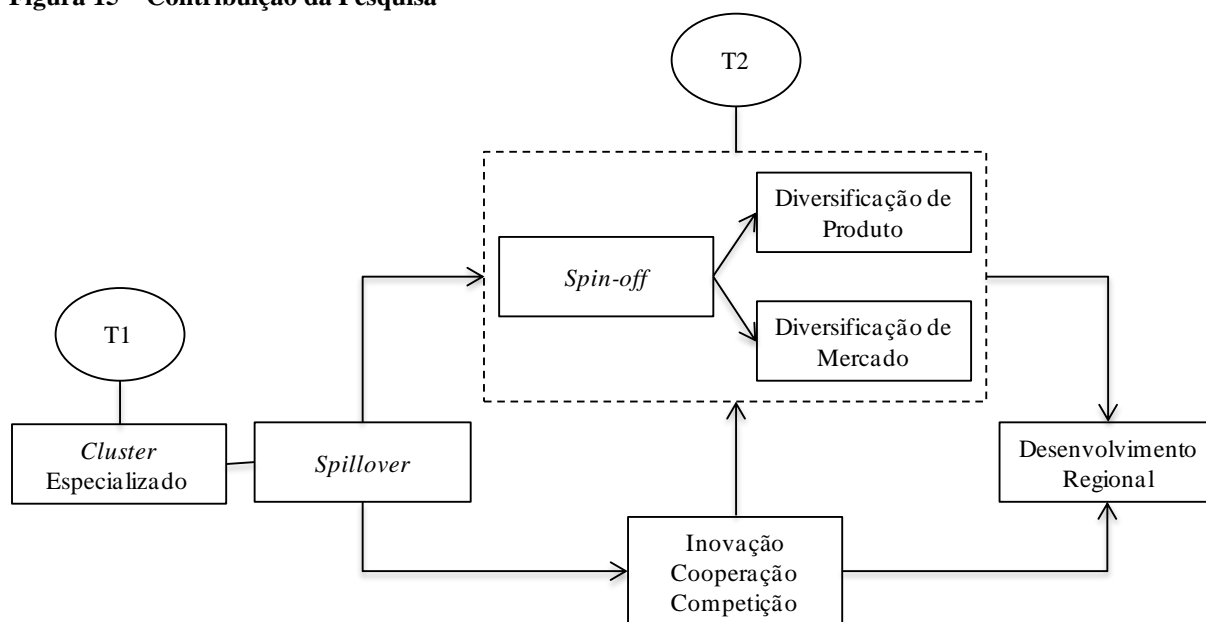 Figura – Contribuição da Pesquisa
T2
Diversificação de
Produto
Spin-off
Diversificação de
Mercado
T1
Cluster
Especializado
Spillover
Desenvolvimento
Regional
Inovação
Cooperação
Competição